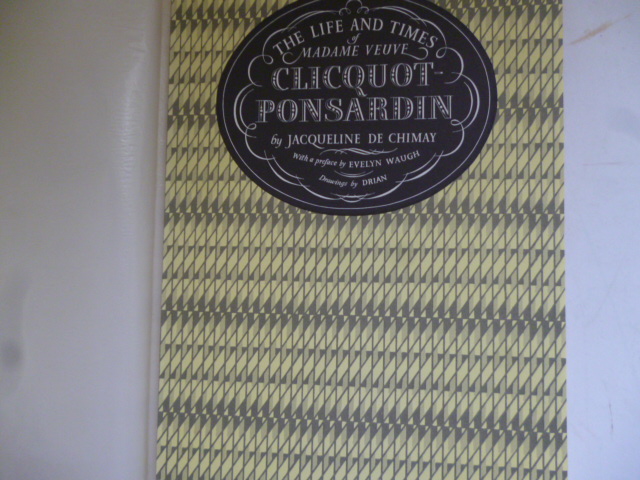 THE LIFE AND TIMES
of
MADAME VEUVE
CLICQUOT-
PONSARDIN
by JACQUELINE DE CHIMAY
With a preface by EVELYN WAUGH
Drawings by DRIAN